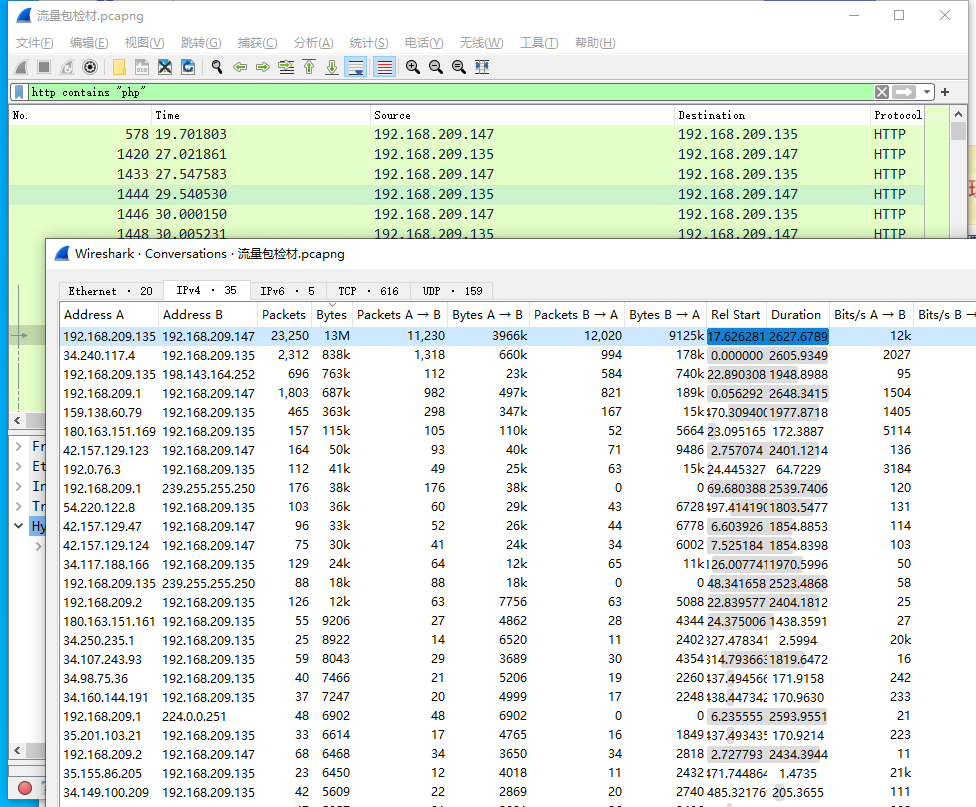 流量包检材.pcapng
文件(F) 编辑(E) 视图(V) 跳转(G) 捕获(C) 分析(A) 统计(S) 电话(Y) 无线(W) 工具(T) 帮助(H)
http contains "php"
No. Time Source Destination Protocol
578 19.701803 192.168.209.147 192.168.209.135 HTTP
1420 27.021861 192.168.209.135 192.168.209.147 HTTP
1433 27.547583 192.168.209.135 192.168.209.147 HTTP
1444 29.540530 192.168.209.135 192.168.209.147 HTTP
1446 30.000150 192.168.209.147 192.168.209.135 HTTP
1448 30.005231 192.168.209.135 192.168.209.147 HTTP
Wireshark · Conversations · 流量包检材.pcapng
Ethernet · 20 IPv4 · 35 IPv6 · 5 TCP · 616 UDP · 159
Address A Address B Packets Bytes Packets A → B Bytes A → B Packets B → A Bytes B → A Rel Start Duration Bits/s A → B Bits/s B →
192.168.209.135 192.168.209.147 23,250 13M 11,230 3966k 12,020 9125k 17.626281 2627.6789 12k
34.240.117.4 192.168.209.135 2,312 838k 1,318 660k 994 178k 0.000000 2605.9349 2027
192.168.209.135 198.143.164.252 696 763k 112 23k 584 740k 22.890308 1948.8988 95
192.168.209.1 192.168.209.147 1,803 687k 982 497k 821 189k 0.056292 2648.3415 1504
159.138.60.79 192.168.209.135 465 363k 298 347k 167 15k 470.309400 1977.8718 1405
180.163.151.169 192.168.209.135 157 115k 105 110k 52 5664 23.095165 172.3887 5114
42.157.129.123 192.168.209.147 164 50k 93 40k 71 9486 2.757074 2401.1214 136
192.0.76.3 192.168.209.135 112 41k 49 25k 63 15k 24.445327 64.7229 3184
192.168.209.1 239.255.255.250 176 38k 176 38k 0 0 69.680388 2539.7406 120
54.220.122.8 192.168.209.135 103 36k 60 29k 43 6728 497.414190 1803.5477 131
42.157.129.47 192.168.209.147 96 33k 52 26k 44 6778 6.603926 1854.8853 114
42.157.129.124 192.168.209.147 75 30k 41 24k 34 6002 7.525184 1854.8398 103
34.117.188.166 192.168.209.135 129 24k 64 12k 65 11k 126.007741 1970.5996 50
192.168.209.135 239.255.255.250 88 18k 88 18k 0 0 48.341658 2523.4868 58
192.168.209.2 192.168.209.135 126 12k 63 7756 63 5088 22.839577 2404.1812 25
180.163.151.161 192.168.209.135 55 9206 27 4862 28 4344 24.375006 1438.3591 27
34.250.235.1 192.168.209.135 25 8922 14 6520 11 2402 327.478341 2.5994 20k
34.107.243.93 192.168.209.135 59 8043 29 3689 30 4354 1819.6472 16
34.98.75.36 192.168.209.135 40 7466 21 5206 19 2260 437.494566 171.9158 242
34.160.144.191 192.168.209.135 37 7247 20 4999 17 2248 438.447342 170.9630 233
192.168.209.1 224.0.0.251 48 6902 48 6902 0 0 6.235555 2593.9551 21
35.201.103.21 192.168.209.135 33 6614 17 4765 16 1849 437.493435 170.9214 223
192.168.209.2 192.168.209.147 68 6468 34 3650 34 2818 2.727793 2434.3944 11
35.155.86.205 192.168.209.135 23 6450 12 4018 11 2432 471.744864 1.4735 21k
34.149.100.209 192.168.209.135 42 5609 22 2869 20 2740 485.32176 205.3655 111
Fr
Et
In
Tr
Hy